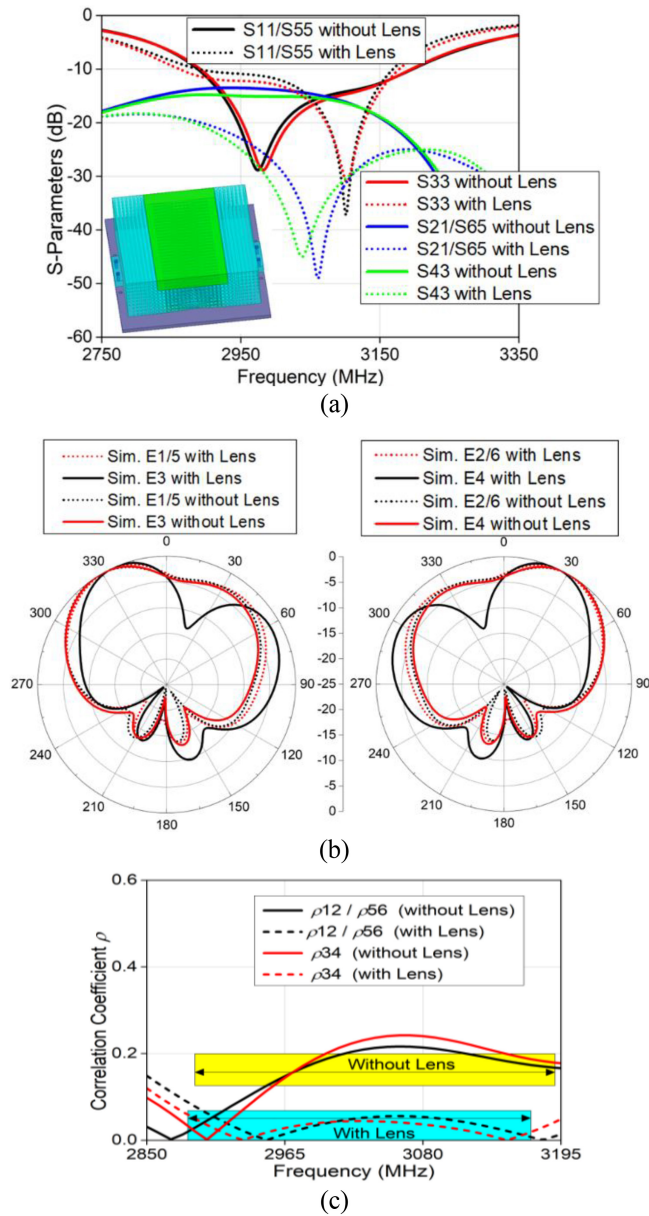 0
-10
-20
-30
-40
-50
-60
S-Parameters (dB)
S11/S55 without Lens
S11/S55 with Lens
S33 without Lens
S33 with Lens
S21/S65 without Lens
S21/S65 with Lens
S43 without Lens
S43 with Lens
2750 2950 3150 3350
Frequency (MHz)
(a)
Sim. E1/5 with Lens
Sim. E3 with Lens
Sim. E1/5 without Lens
Sim. E3 without Lens
Sim. E2/6 with Lens
Sim. E4 with Lens
Sim. E2/6 without Lens
Sim. E4 without Lens
0
30
60
90
120
150
180
210
240
270
300
330
0
-5
-10
-15
-20
-25
-20
-15
-10
-5
0
0
30
60
90
120
150
180
210
240
270
300
330
(b)
0.6
0.4
0.2
0.0
Correlation Coefficient ρ
ρ12 / ρ56 (without Lens)
ρ12 / ρ56 (with Lens)
ρ34 (without Lens)
ρ34 (with Lens)
Without Lens
With Lens
2850 2965 3080 3195
Frequency (MHz)
(c)